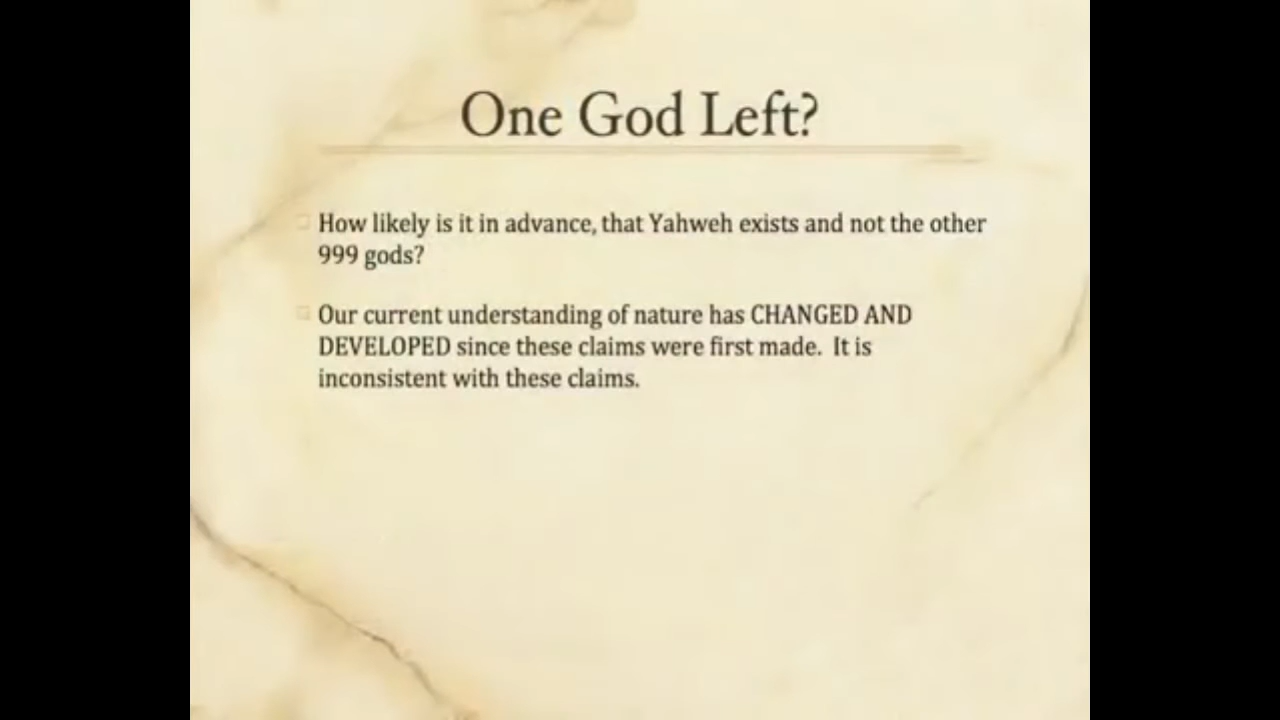 One God Left?
How likely is it in advance, that Yahweh exists and not the other
999 gods?
Our current understanding of nature has CHANGED AND
DEVELOPED since these claims were first made.  It is
inconsistent with these claims.